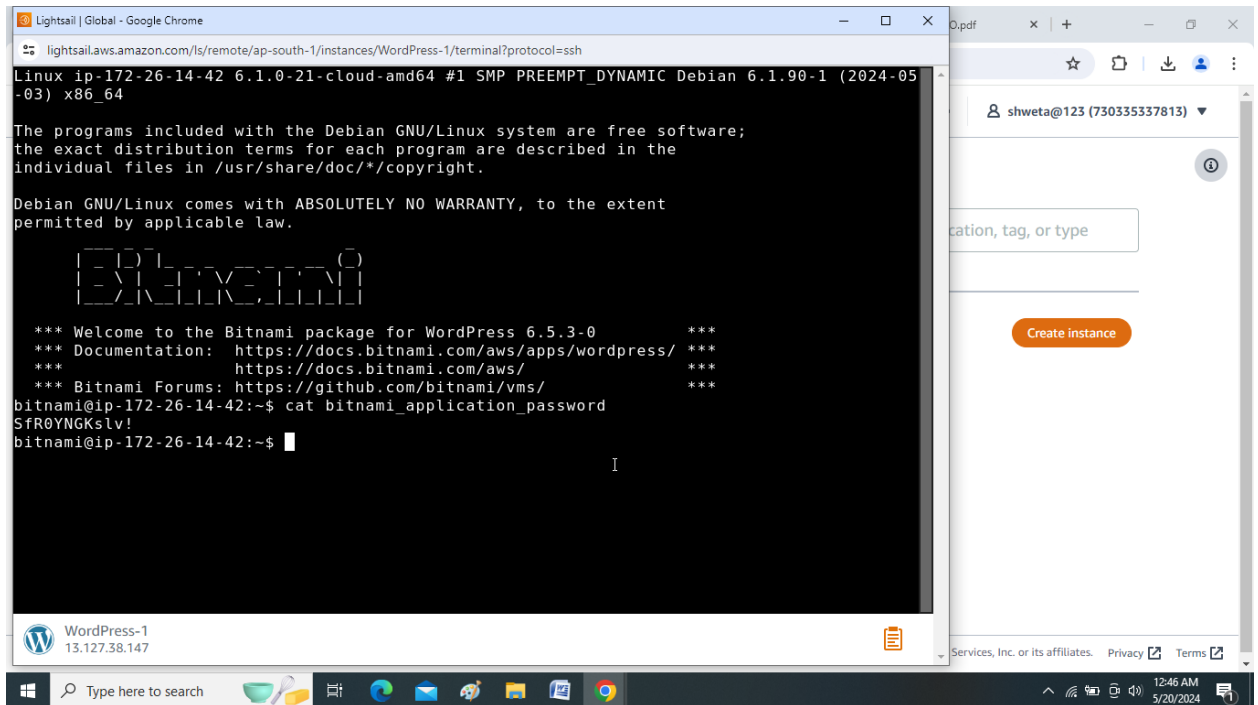 Lightsail | Global - Google Chrome
O.pdf
lightsail.aws.amazon.com/ls/remote/ap-south-1/instances/WordPress-1/terminal?protocol=ssh
Linux ip-172-26-14-42 6.1.0-21-cloud-amd64 #1 SMP PREEMPT_DYNAMIC Debian 6.1.90-1 (2024-05
-03) x86_64
shweta@123 (730335337813)
The programs included with the Debian GNU/Linux system are free software;
the exact distribution terms for each program are described in the
individual files in /usr/share/doc/*/copyright.
Debian GNU/Linux comes with ABSOLUTELY NO WARRANTY, to the extent
permitted by applicable law.
cation, tag, or type
Bitnami
*** Welcome to the Bitnami package for WordPress 6.5.3-0 ***
*** Documentation: https://docs.bitnami.com/aws/apps/wordpress/ ***
*** https://docs.bitnami.com/aws/ ***
*** Bitnami Forums: https://github.com/bitnami/vms/ ***
Create instance
bitnami@ip-172-26-14-42:~$ cat bitnami_application_password
SfR0YNGKslv!
bitnami@ip-172-26-14-42:~$
WordPress-1
13.127.38.147
Services, Inc. or its affiliates. Privacy Terms
Type here to search
12:46 AM
5/20/2024
1